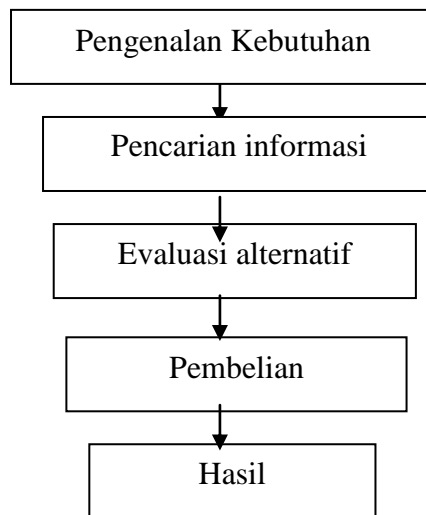 Pengenalan Kebutuhan
Pencarian informasi
Evaluasi alternatif
Pembelian
Hasil